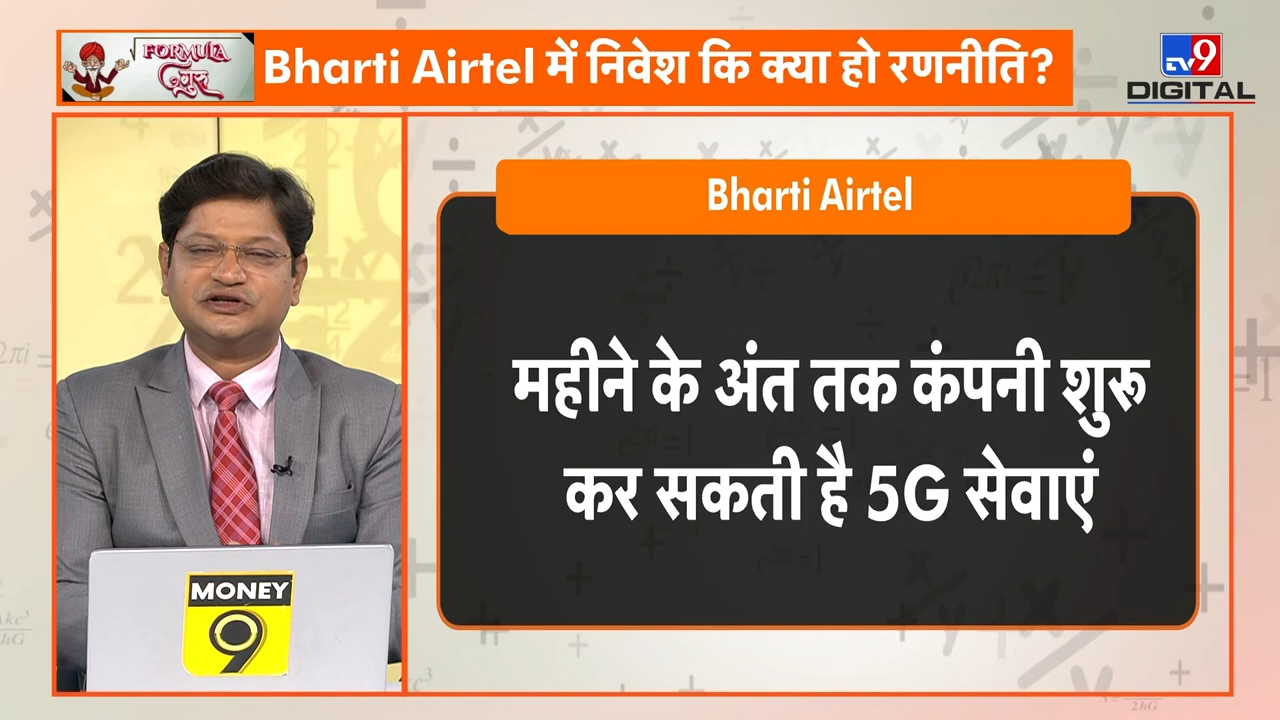 FORMULA
गुरु
Bharti Airtel में निवेश कि क्या हो रणनीति?
TV9
DIGITAL
Bharti Airtel
महीने के अंत तक कंपनी शुरू
कर सकती है 5G सेवाएं
MONEY
9